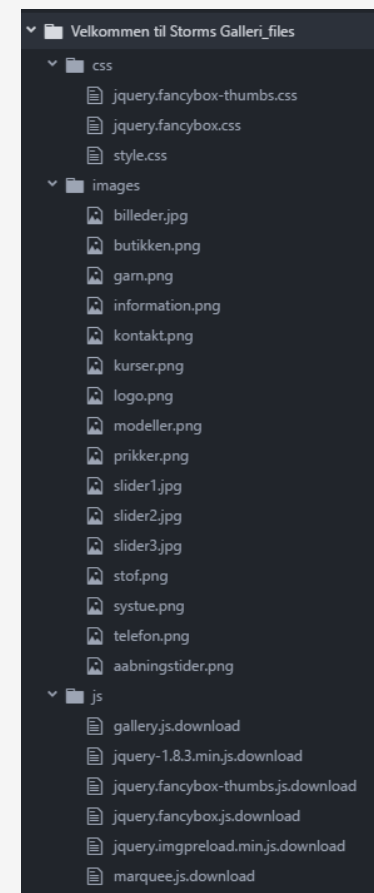 Velkommen til Storms Galleri_files
css
jquery.fancybox-thumbs.css
jquery.fancybox.css
style.css
images
billeder.jpg
butikken.png
garn.png
information.png
kontakt.png
kurser.png
logo.png
modeller.png
prikker.png
slider1.jpg
slider2.jpg
slider3.jpg
stof.png
systue.png
telefon.png
aabningstider.png
js
gallery.js.download
jquery-1.8.3.min.js.download
jquery.fancybox-thumbs.js.download
jquery.fancybox.js.download
jquery.imgpreload.min.js.download
marquee.js.download